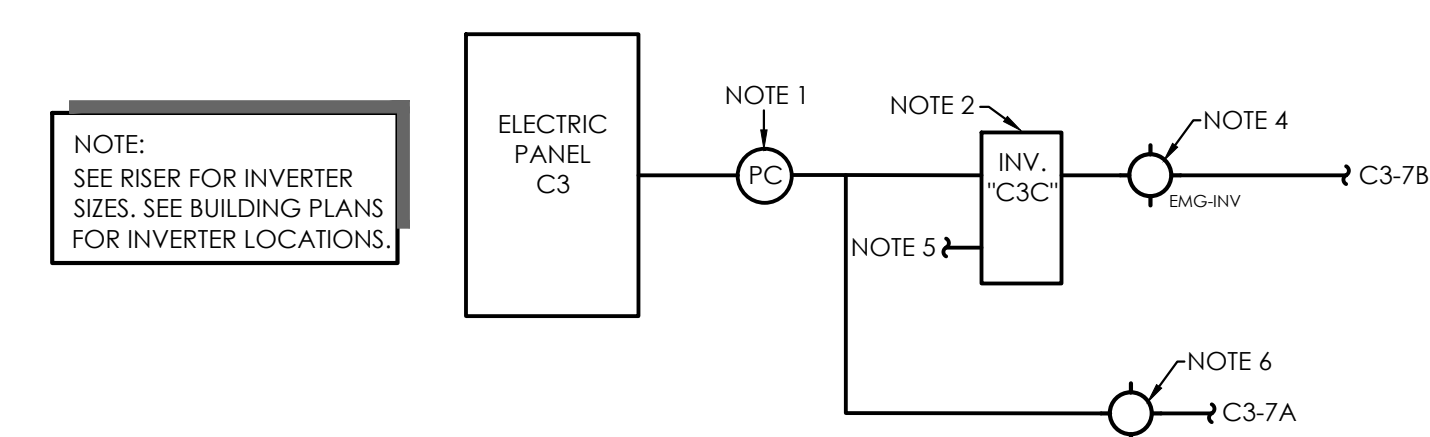 NOTE:
SEE RISER FOR INVERTER
SIZES. SEE BUILDING PLANS
FOR INVERTER LOCATIONS.
ELECTRIC
PANEL
C3
NOTE 1
PC
NOTE 2
INV.
"C3C"
NOTE 4
EMG-INV
C3-7B
NOTE 5
NOTE 6
C3-7A